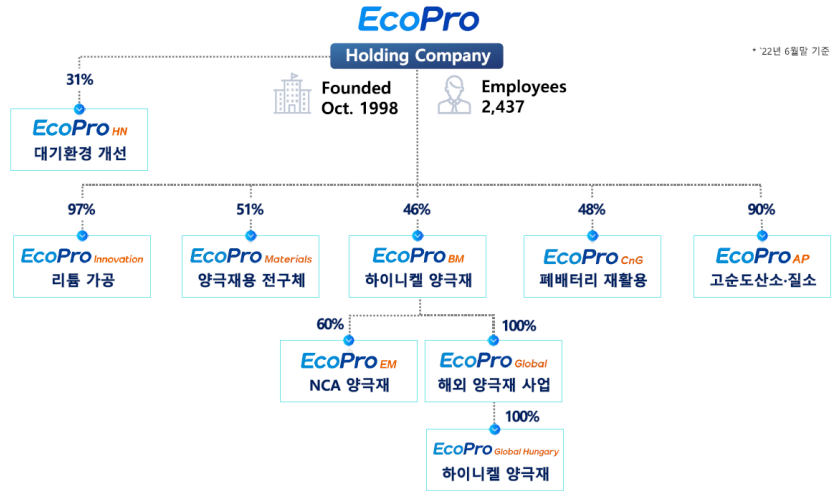 EcoPro
Holding Company
* '22년 6월말 기준
Founded
Oct. 1998
Employees
2,437
31%
EcoPro HN
대기환경 개선
97%
51%
46%
48%
90%
EcoPro Innovation
리튬 가공
EcoPro Materials
양극재용 전구체
EcoPro BM
하이니켈 양극재
EcoPro CnG
폐배터리 재활용
EcoPro AP
고순도산소·질소
60%
100%
EcoPro EM
NCA 양극재
EcoPro Global
해외 양극재 사업
100%
EcoPro Global Hungary
하이니켈 양극재